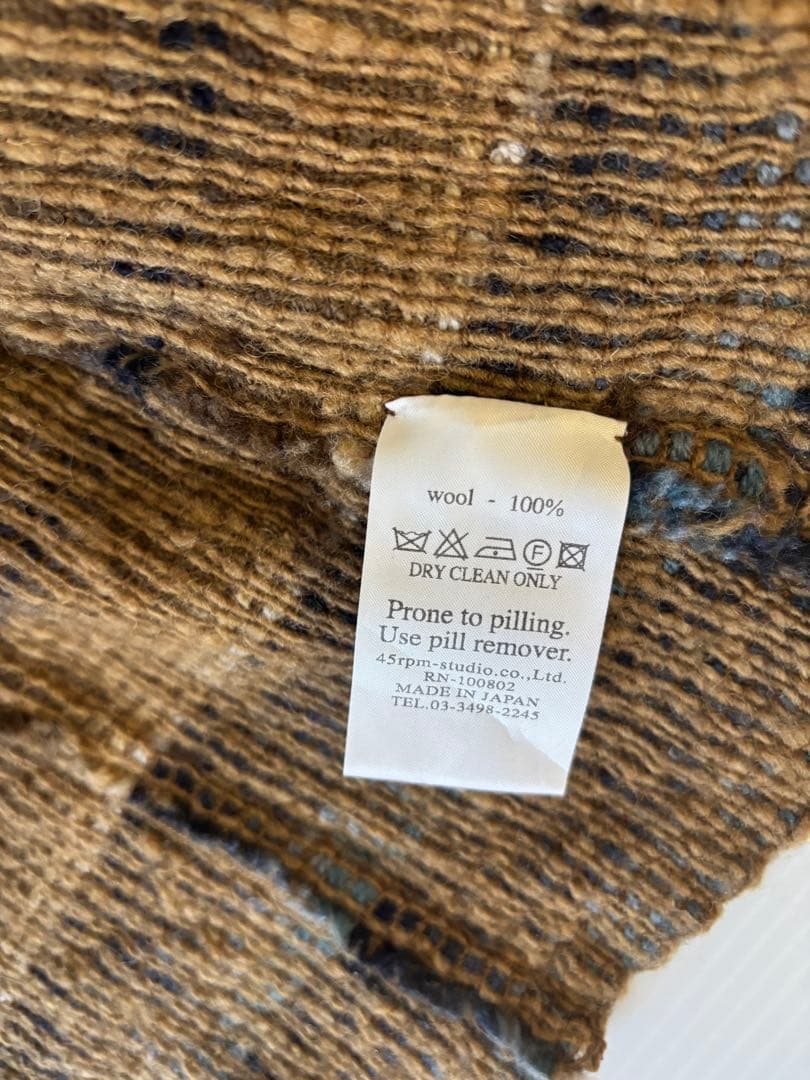 wool - 100%
F
DRY CLEAN ONLY
Prone to pilling.
Use pill remover.
45rpm-studio.co.,Ltd.
RN-100802
MADE IN JAPAN
TEL.03-3498-2245